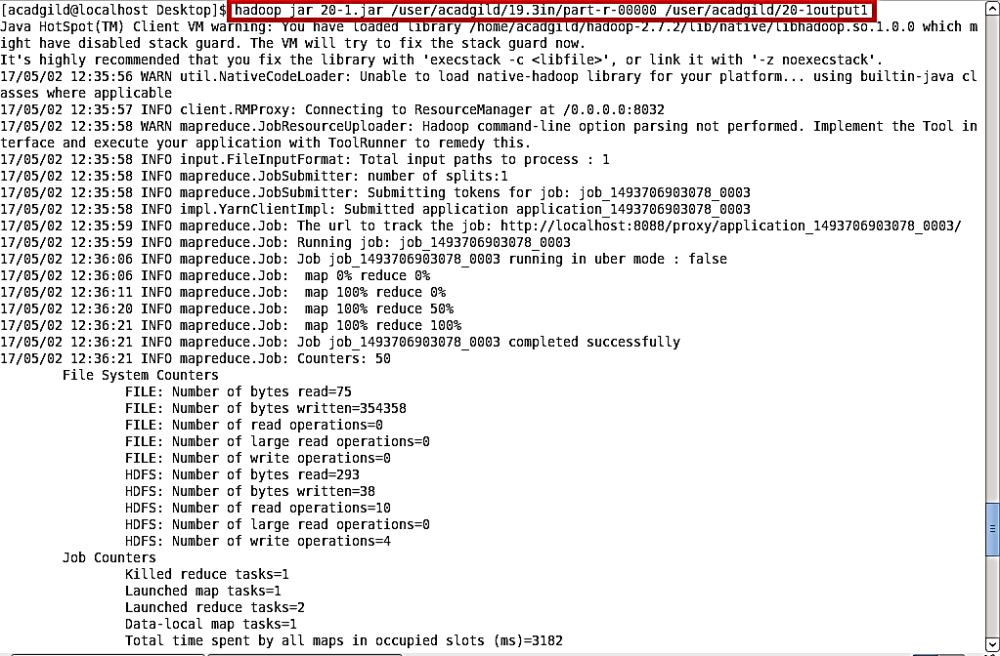 [acadgild@localhost Desktop]$ hadoop jar 20-1.jar /user/acadgild/19.3in/part-r-00000 /user/acadgild/20-1output1
Java HotSpot(TM) Client VM warning: You have loaded library /home/acadgild/hadoop-2.7.2/lib/native/libhadoop.so.1.0.0 which m
ight have disabled stack guard. The VM will try to fix the stack guard now.
It's highly recommended that you fix the library with 'execstack -c <libfile>', or link it with '-z noexecstack'.
17/05/02 12:35:56 WARN util.NativeCodeLoader: Unable to load native-hadoop library for your platform... using builtin-java cl
asses where applicable
17/05/02 12:35:57 INFO client.RMProxy: Connecting to ResourceManager at /0.0.0.0:8032
17/05/02 12:35:58 WARN mapreduce.JobResourceUploader: Hadoop command-line option parsing not performed. Implement the Tool in
terface and execute your application with ToolRunner to remedy this.
17/05/02 12:35:58 INFO input.FileInputFormat: Total input paths to process : 1
17/05/02 12:35:58 INFO mapreduce.JobSubmitter: number of splits:1
17/05/02 12:35:58 INFO mapreduce.JobSubmitter: Submitting tokens for job: job_1493706903078_0003
17/05/02 12:35:58 INFO impl.YarnClientImpl: Submitted application application_1493706903078_0003
17/05/02 12:35:59 INFO mapreduce.Job: The url to track the job: http://localhost:8088/proxy/application_1493706903078_0003/
17/05/02 12:35:59 INFO mapreduce.Job: Running job: job_1493706903078_0003
17/05/02 12:36:06 INFO mapreduce.Job: Job job_1493706903078_0003 running in uber mode : false
17/05/02 12:36:06 INFO mapreduce.Job:  map 0% reduce 0%
17/05/02 12:36:11 INFO mapreduce.Job:  map 100% reduce 0%
17/05/02 12:36:20 INFO mapreduce.Job:  map 100% reduce 50%
17/05/02 12:36:21 INFO mapreduce.Job:  map 100% reduce 100%
17/05/02 12:36:21 INFO mapreduce.Job: Job job_1493706903078_0003 completed successfully
17/05/02 12:36:21 INFO mapreduce.Job: Counters: 50
File System Counters
FILE: Number of bytes read=75
FILE: Number of bytes written=354358
FILE: Number of read operations=0
FILE: Number of large read operations=0
FILE: Number of write operations=0
HDFS: Number of bytes read=293
HDFS: Number of bytes written=38
HDFS: Number of read operations=10
HDFS: Number of large read operations=0
HDFS: Number of write operations=4
Job Counters
Killed reduce tasks=1
Launched map tasks=1
Launched reduce tasks=2
Data-local map tasks=1
Total time spent by all maps in occupied slots (ms)=3182